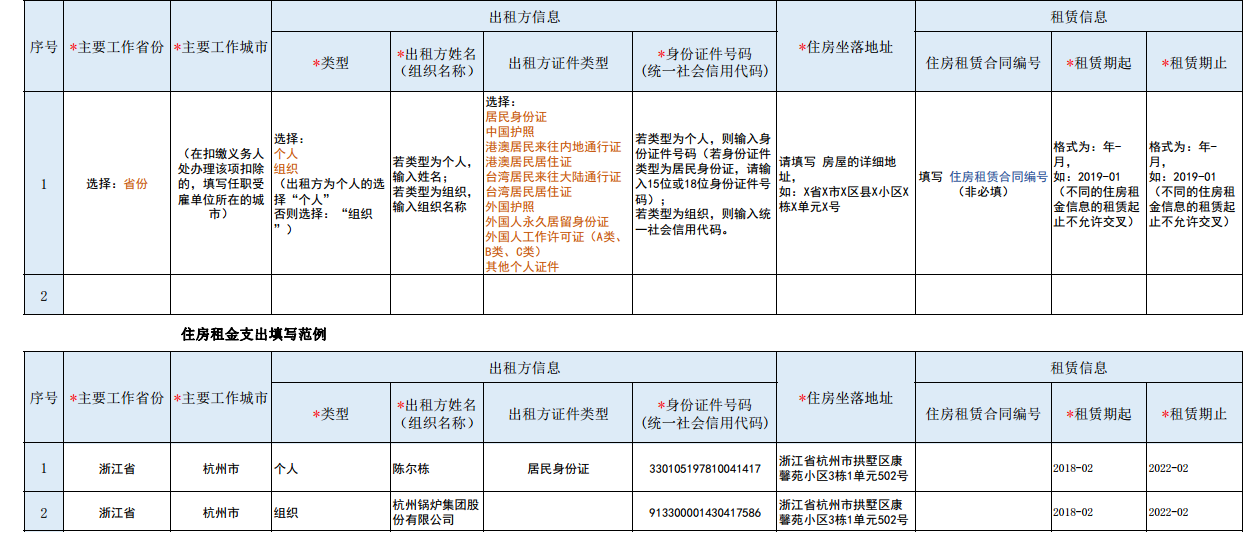 序号
*主要工作省份
*主要工作城市
出租方信息
*类型
*出租方姓名
（组织名称）
出租方证件类型
*身份证件号码
(统一社会信用代码)
*住房坐落地址
租赁信息
住房租赁合同编号
*租赁期起
*租赁期止
1
选择：省份
（在扣缴义务人
处办理该项扣除
的，填写任职受
雇单位所在的城
市）
选择：
个人
组织
（出租方为个人的选
择“个人”
否则选择：“组织
”）
若类型为个人，
输入姓名；
若类型为组织，
输入组织名称
选择：
居民身份证
中国护照
港澳居民来往内地通行证
港澳居民居住证
台湾居民来往大陆通行证
台湾居民居住证
外国护照
外国人永久居留身份证
外国人工作许可证（A类、
B类、C类）
其他个人证件
若类型为个人，则输入身
份证件号码（若身份证件
类型为居民身份证，请输
入15位或18位身份证件号
码）；
若类型为组织，则输入统
一社会信用代码。
请填写 房屋的详细地
址，
如：X省X市X区县X小区X
栋X单元X号
填写 住房租赁合同编号
（非必填）
格式为：年-
月，
如：2019-01
（不同的住房租
金信息的租赁起
止不允许交叉）
格式为：年-
月，
如：2019-01
（不同的住房租
金信息的租赁起
止不允许交叉）
2
住房租金支出填写范例
序号
*主要工作省份
*主要工作城市
出租方信息
*类型
*出租方姓名
（组织名称）
出租方证件类型
*身份证件号码
(统一社会信用代码)
*住房坐落地址
租赁信息
住房租赁合同编号
*租赁期起
*租赁期止
1
浙江省
杭州市
个人
陈尔栋
居民身份证
330105197810041417
浙江省杭州市拱墅区康
馨苑小区3栋1单元502号
2018-02
2022-02
2
浙江省
杭州市
组织
杭州锅炉集团股
份有限公司
913300001430417586
浙江省杭州市拱墅区康
馨苑小区3栋1单元502号
2018-02
2022-02